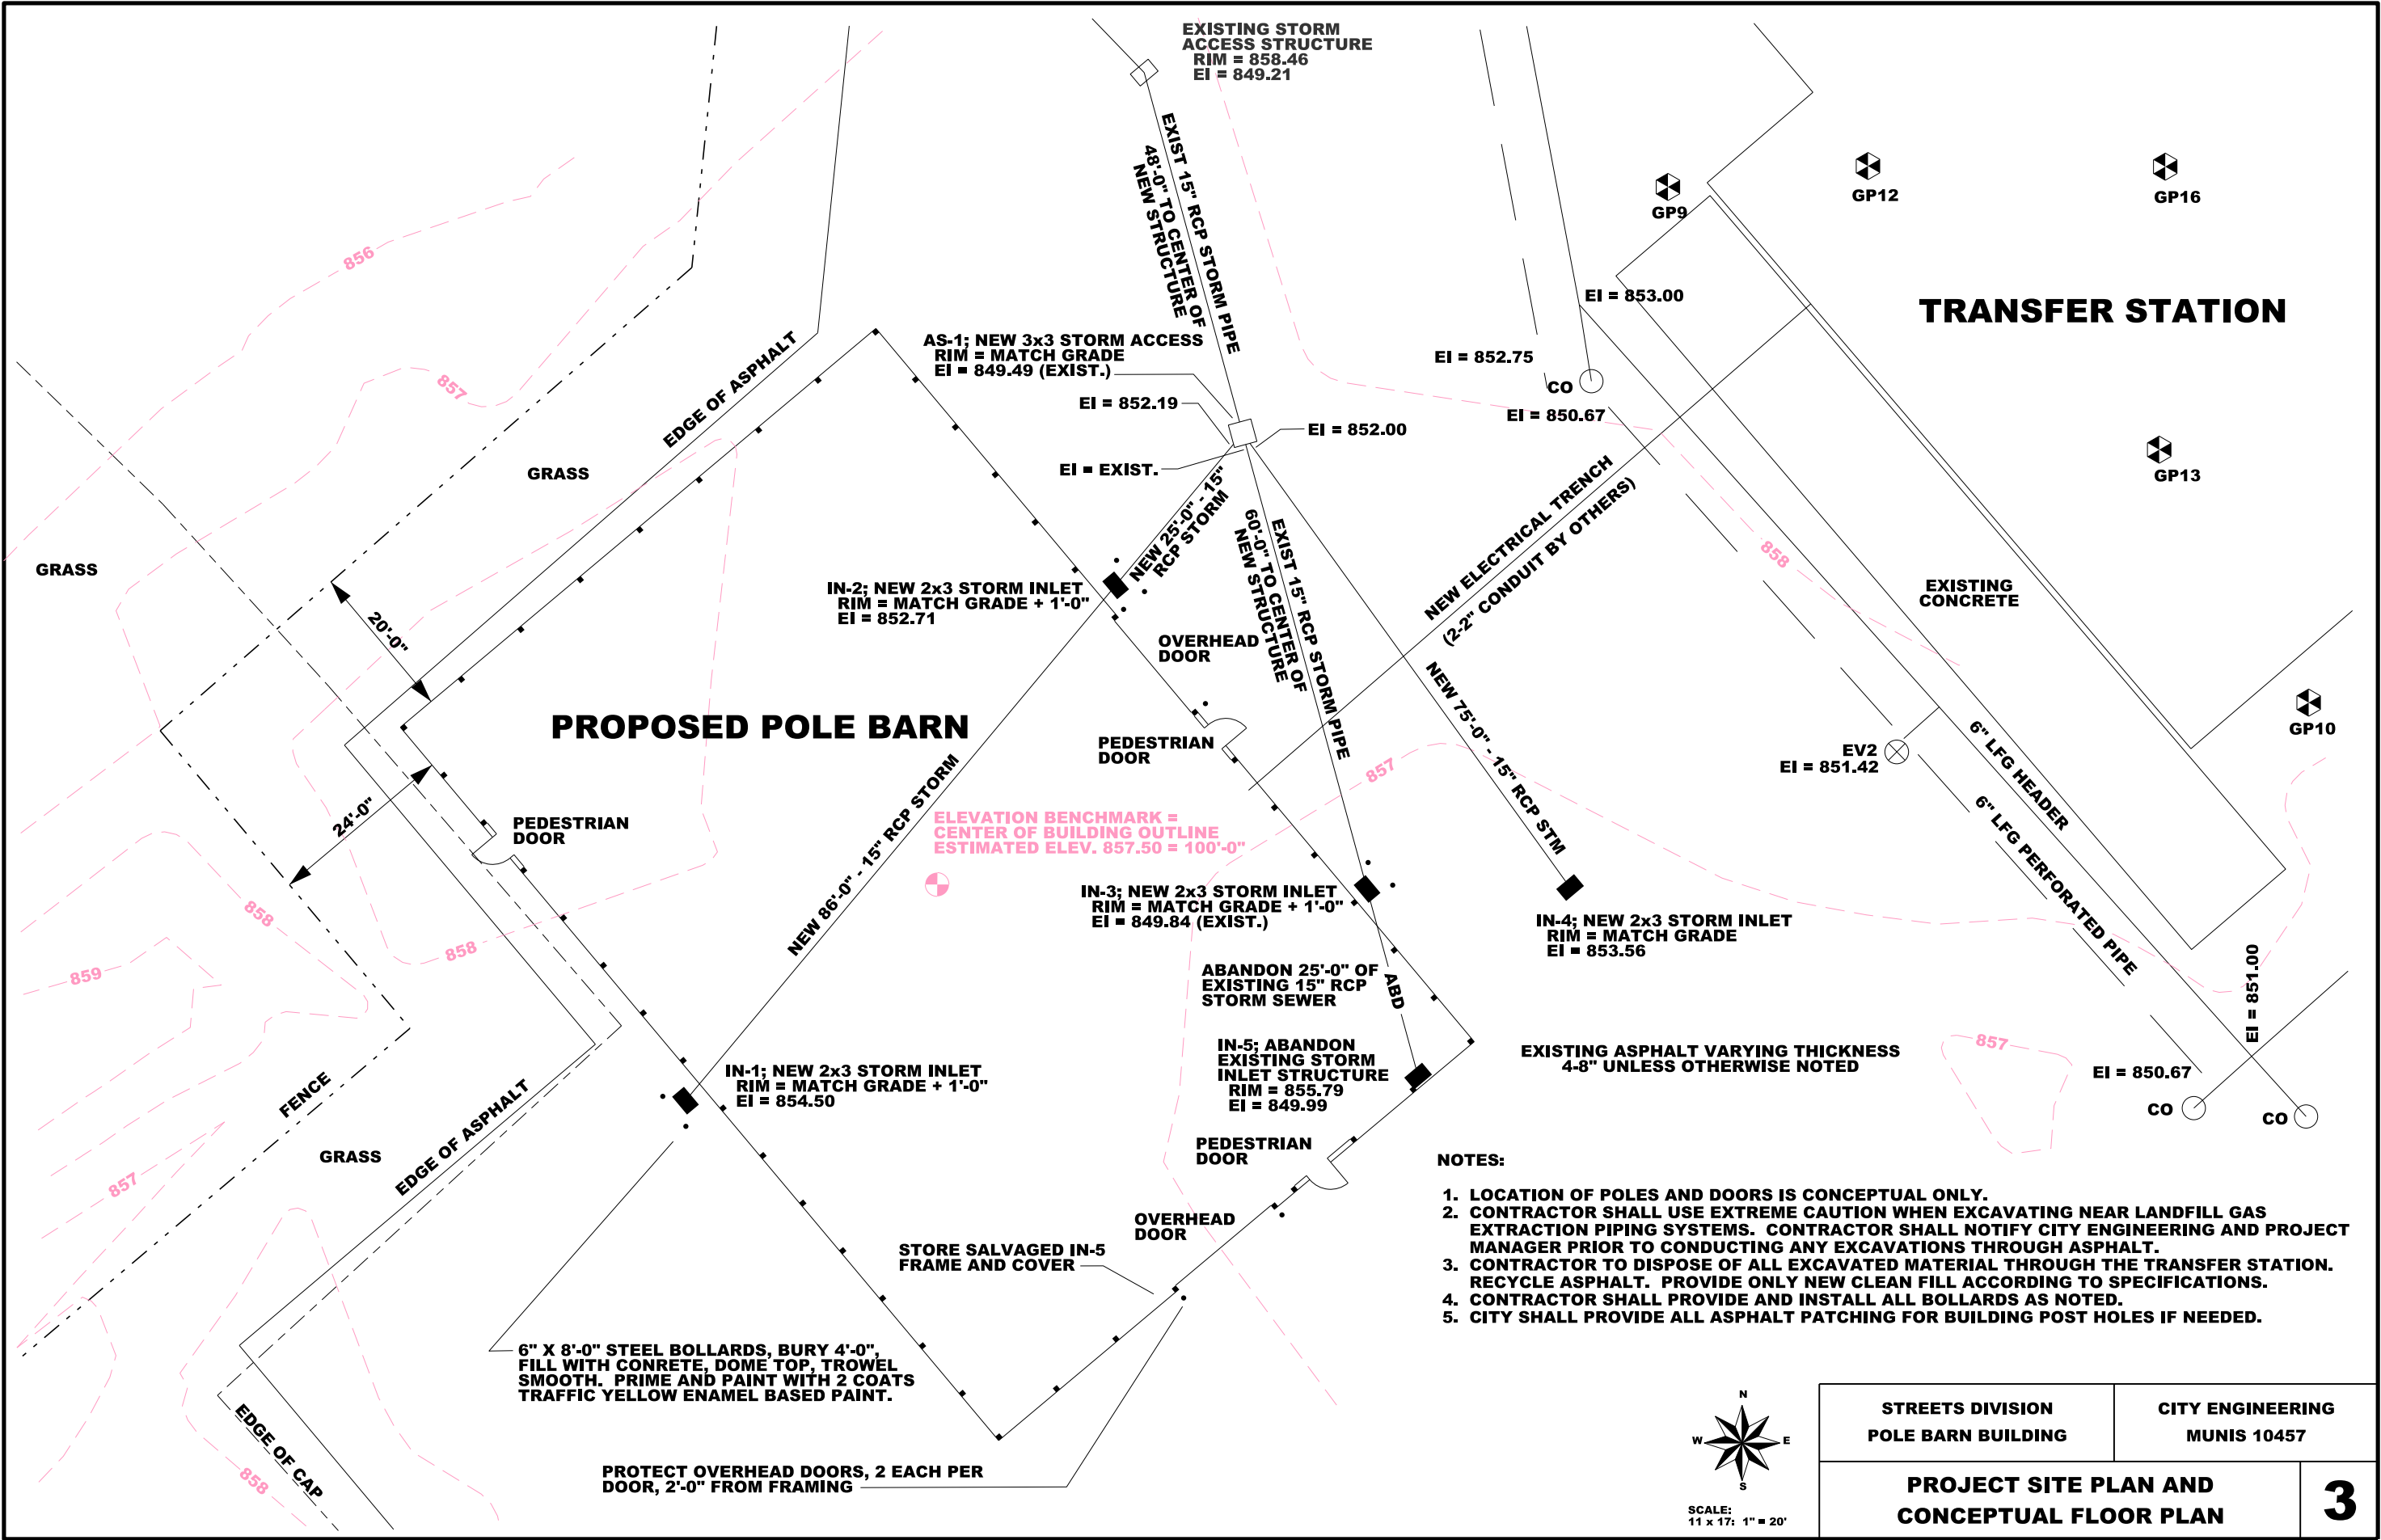 EXISTING STORM
ACCESS STRUCTURE
RIM = 858.46
EI = 849.21
EXIST 15" RCP STORM PIPE
48'-0" TO CENTER OF
NEW STRUCTURE
GP9
GP12
GP16
856
857
TRANSFER STATION
EI = 853.00
EI = 852.75
CO
EI = 850.67
AS-1; NEW 3x3 STORM ACCESS
RIM = MATCH GRADE
EI = 849.49 (EXIST.)
EI = 852.19
EI = 852.00
EI = EXIST.
EDGE OF ASPHALT
GRASS
GRASS
GP13
NEW 25'-0" - 15"
RCP STORM
EXIST 15" RCP STORM PIPE
60'-0" TO CENTER OF
NEW STRUCTURE
NEW ELECTRICAL TRENCH
(2-2" CONDUIT BY OTHERS)
858
EXISTING
CONCRETE
IN-2; NEW 2x3 STORM INLET
RIM = MATCH GRADE + 1'-0"
EI = 852.71
20'-0"
OVERHEAD
DOOR
PROPOSED POLE BARN
PEDESTRIAN
DOOR
NEW 75'-0" - 15" RCP STM
857
GP10
EV2
EI = 851.42
6" LFG HEADER
6" LFG PERFORATED PIPE
24'-0"
PEDESTRIAN
DOOR
NEW 86'-0" - 15" RCP STORM
ELEVATION BENCHMARK =
CENTER OF BUILDING OUTLINE
ESTIMATED ELEV. 857.50 = 100'-0"
IN-3; NEW 2x3 STORM INLET
RIM = MATCH GRADE + 1'-0"
EI = 849.84 (EXIST.)
IN-4; NEW 2x3 STORM INLET
RIM = MATCH GRADE
EI = 853.56
858
858
859
ABANDON 25'-0" OF
EXISTING 15" RCP
STORM SEWER
ABD
EI = 851.00
IN-5; ABANDON
EXISTING STORM
INLET STRUCTURE
RIM = 855.79
EI = 849.99
EXISTING ASPHALT VARYING THICKNESS
4-8" UNLESS OTHERWISE NOTED
857
EI = 850.67
CO
CO
IN-1; NEW 2x3 STORM INLET
RIM = MATCH GRADE + 1'-0"
EI = 854.50
FENCE
GRASS
EDGE OF ASPHALT
857
PEDESTRIAN
DOOR
OVERHEAD
DOOR
STORE SALVAGED IN-5
FRAME AND COVER
NOTES:
1. LOCATION OF POLES AND DOORS IS CONCEPTUAL ONLY.
2. CONTRACTOR SHALL USE EXTREME CAUTION WHEN EXCAVATING NEAR LANDFILL GAS
EXTRACTION PIPING SYSTEMS. CONTRACTOR SHALL NOTIFY CITY ENGINEERING AND PROJECT
MANAGER PRIOR TO CONDUCTING ANY EXCAVATIONS THROUGH ASPHALT.
3. CONTRACTOR TO DISPOSE OF ALL EXCAVATED MATERIAL THROUGH THE TRANSFER STATION.
RECYCLE ASPHALT. PROVIDE ONLY NEW CLEAN FILL ACCORDING TO SPECIFICATIONS.
4. CONTRACTOR SHALL PROVIDE AND INSTALL ALL BOLLARDS AS NOTED.
5. CITY SHALL PROVIDE ALL ASPHALT PATCHING FOR BUILDING POST HOLES IF NEEDED.
6" X 8'-0" STEEL BOLLARDS, BURY 4'-0",
FILL WITH CONRETE, DOME TOP, TROWEL
SMOOTH. PRIME AND PAINT WITH 2 COATS
TRAFFIC YELLOW ENAMEL BASED PAINT.
EDGE OF CAP
858
PROTECT OVERHEAD DOORS, 2 EACH PER
DOOR, 2'-0" FROM FRAMING
N
W
E
S
SCALE:
11 x 17: 1" = 20'
STREETS DIVISION
POLE BARN BUILDING
CITY ENGINEERING
MUNIS 10457
PROJECT SITE PLAN AND
CONCEPTUAL FLOOR PLAN
3